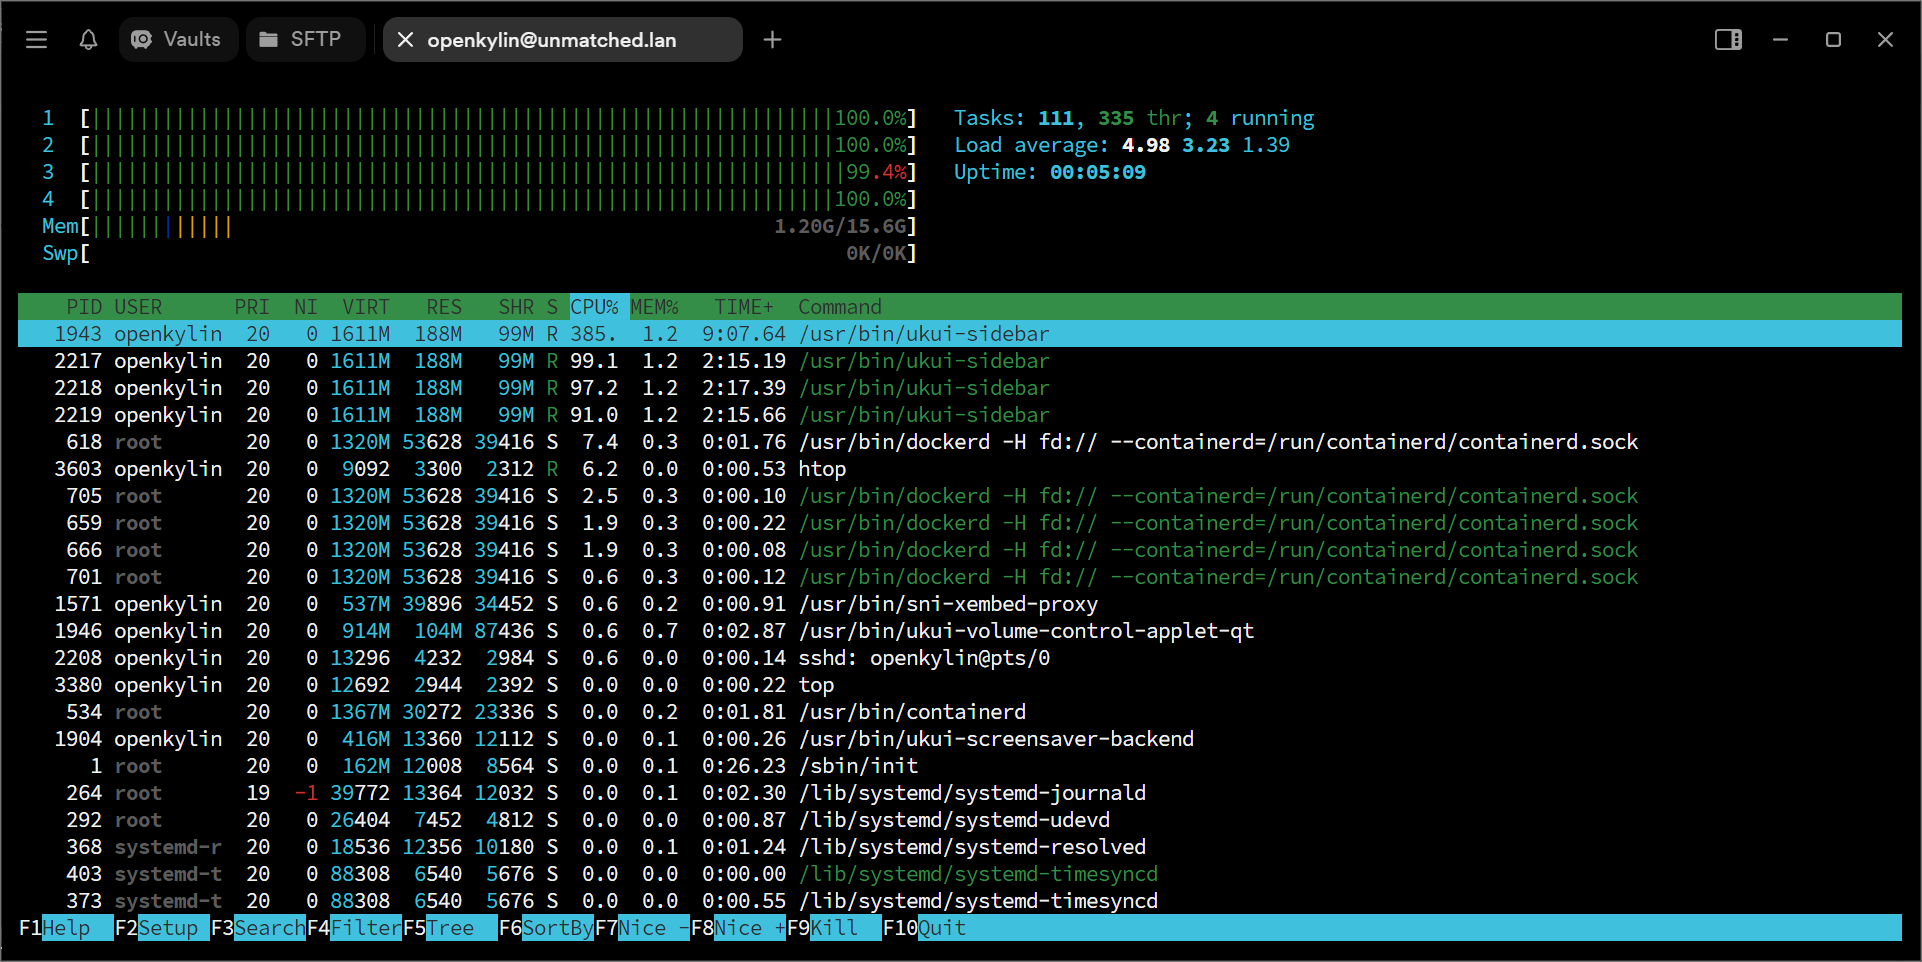 Vaults SFTP openkylin@unmatched.lan
1 [||||||||||||||||||||||||||||||||||||||||||||||||||||||||||||||100.0%] Tasks: 111, 335 thr; 4 running
2 [||||||||||||||||||||||||||||||||||||||||||||||||||||||||||||||100.0%] Load average: 4.98 3.23 1.39
3 [|||||||||||||||||||||||||||||||||||||||||||||||||||||||||||||||99.4%] Uptime: 00:05:09
4 [||||||||||||||||||||||||||||||||||||||||||||||||||||||||||||||100.0%]
Mem[|||||||||||| 1.20G/15.6G]
Swp[ 0K/0K]
PID USER PRI NI VIRT RES SHR S CPU% MEM% TIME+ Command
1943 openkylin 20 0 1611M 188M 99M R 385. 1.2 9:07.64 /usr/bin/ukui-sidebar
2217 openkylin 20 0 1611M 188M 99M R 99.1 1.2 2:15.19 /usr/bin/ukui-sidebar
2218 openkylin 20 0 1611M 188M 99M R 97.2 1.2 2:17.39 /usr/bin/ukui-sidebar
2219 openkylin 20 0 1611M 188M 99M R 91.0 1.2 2:15.66 /usr/bin/ukui-sidebar
618 root 20 0 1320M 53628 39416 S 7.4 0.3 0:01.76 /usr/bin/dockerd -H fd:// --containerd=/run/containerd/containerd.sock
3603 openkylin 20 0 9092 3300 2312 R 6.2 0.0 0:00.53 htop
705 root 20 0 1320M 53628 39416 S 2.5 0.3 0:00.10 /usr/bin/dockerd -H fd:// --containerd=/run/containerd/containerd.sock
659 root 20 0 1320M 53628 39416 S 1.9 0.3 0:00.22 /usr/bin/dockerd -H fd:// --containerd=/run/containerd/containerd.sock
666 root 20 0 1320M 53628 39416 S 1.9 0.3 0:00.08 /usr/bin/dockerd -H fd:// --containerd=/run/containerd/containerd.sock
701 root 20 0 1320M 53628 39416 S 0.6 0.3 0:00.12 /usr/bin/dockerd -H fd:// --containerd=/run/containerd/containerd.sock
1571 openkylin 20 0 537M 39896 34452 S 0.6 0.2 0:00.91 /usr/bin/sni-xembed-proxy
1946 openkylin 20 0 914M 104M 87436 S 0.6 0.7 0:02.87 /usr/bin/ukui-volume-control-applet-qt
2208 openkylin 20 0 13296 4232 2984 S 0.6 0.0 0:00.14 sshd: openkylin@pts/0
3380 openkylin 20 0 12692 2944 2392 S 0.0 0.0 0:00.22 top
534 root 20 0 1367M 30272 23336 S 0.0 0.2 0:01.81 /usr/bin/containerd
1904 openkylin 20 0 416M 13360 12112 S 0.0 0.1 0:00.26 /usr/bin/ukui-screensaver-backend
1 root 20 0 162M 12008 8564 S 0.0 0.1 0:26.23 /sbin/init
264 root 19 -1 39772 13364 12032 S 0.0 0.1 0:02.30 /lib/systemd/systemd-journald
292 root 20 0 26404 7452 4812 S 0.0 0.0 0:00.87 /lib/systemd/systemd-udevd
368 systemd-r 20 0 18536 12356 10180 S 0.0 0.1 0:01.24 /lib/systemd/systemd-resolved
403 systemd-t 20 0 88308 6540 5676 S 0.0 0.0 0:00.00 /lib/systemd/systemd-timesyncd
373 systemd-t 20 0 88308 6540 5676 S 0.0 0.0 0:00.55 /lib/systemd/systemd-timesyncd
F1Help F2Setup F3SearchF4FilterF5Tree F6SortByF7Nice -F8Nice +F9Kill F10Quit